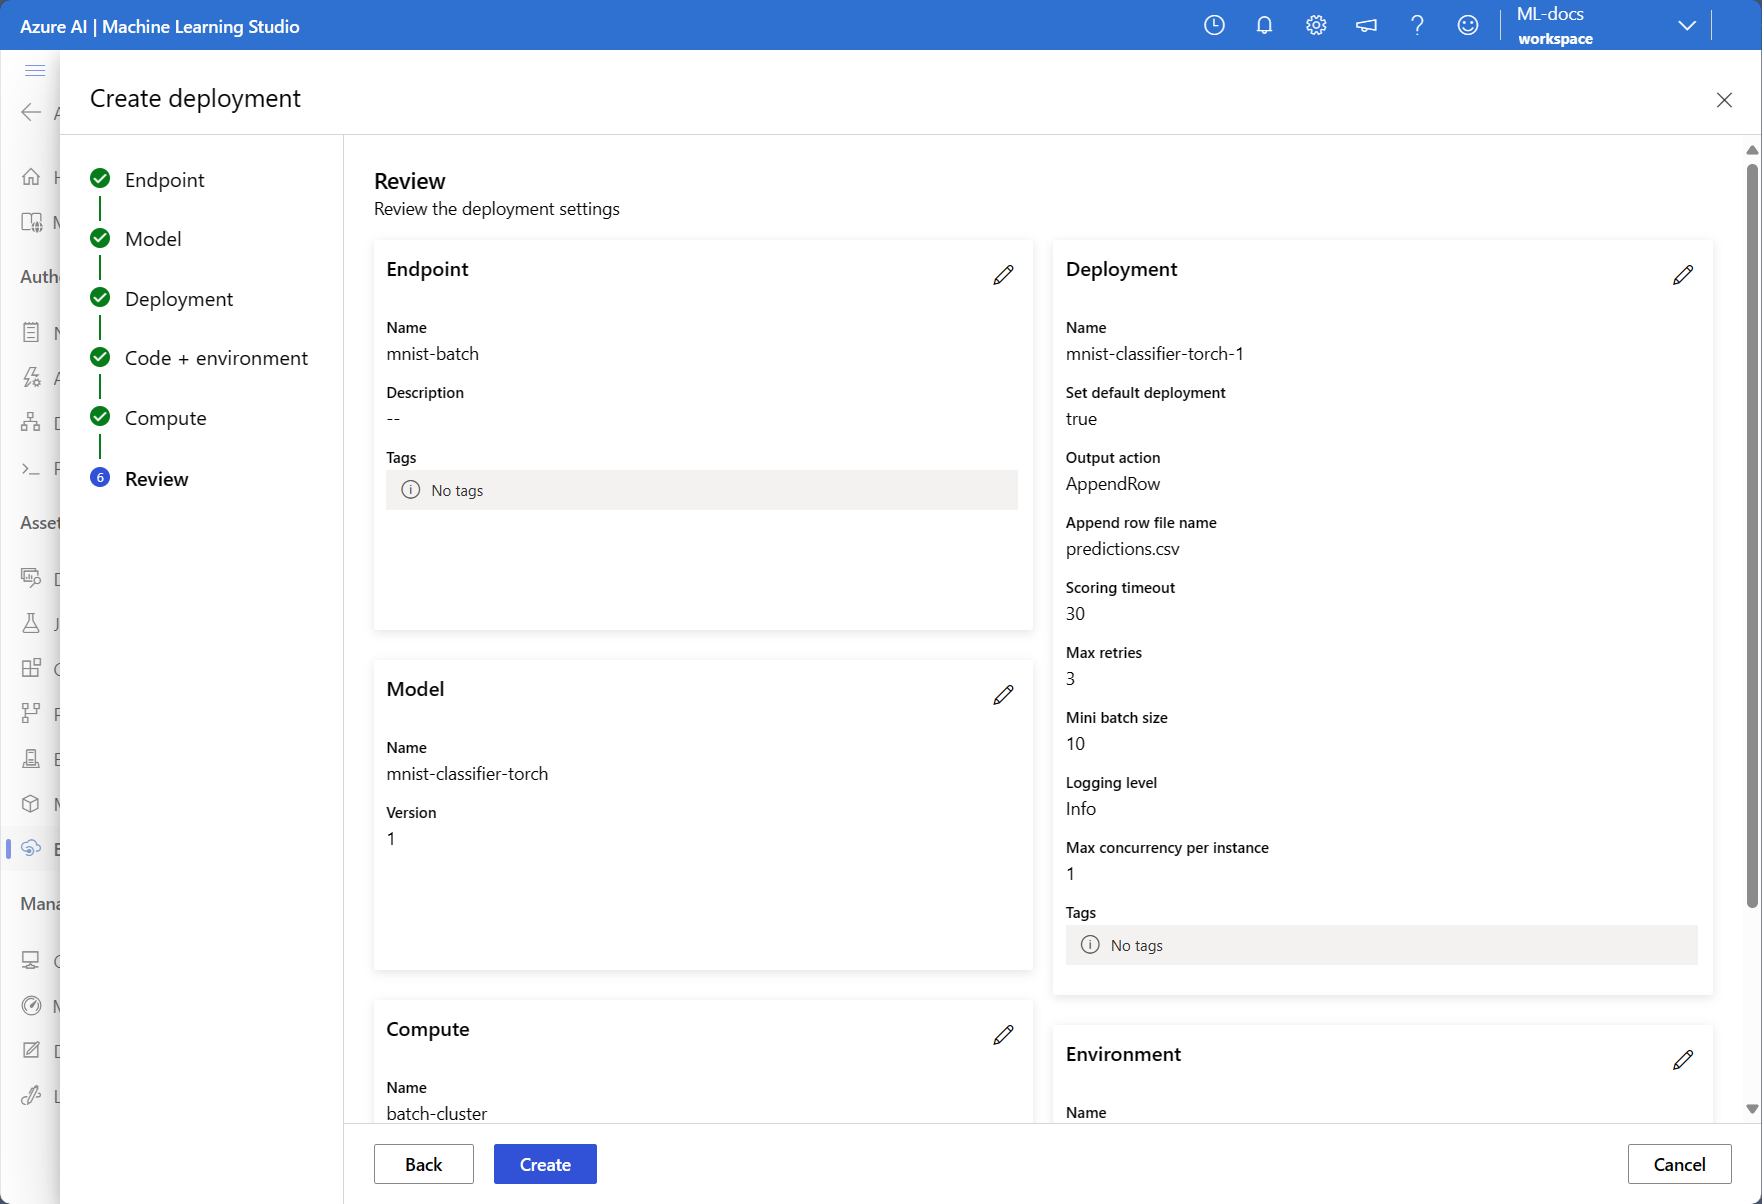 Azure AI | Machine Learning Studio
ML-docs
workspace
Create deployment
Auth
Asset
Mana
Endpoint
Model
Deployment
Code + environment
Compute
6 Review
Review
Review the deployment settings
Endpoint
Name
mnist-batch
Description
--
Tags
No tags
Model
Name
mnist-classifier-torch
Version
1
Compute
Name
batch-cluster
Deployment
Name
mnist-classifier-torch-1
Set default deployment
true
Output action
AppendRow
Append row file name
predictions.csv
Scoring timeout
30
Max retries
3
Mini batch size
10
Logging level
Info
Max concurrency per instance
1
Tags
No tags
Environment
Name
Back
Create
Cancel